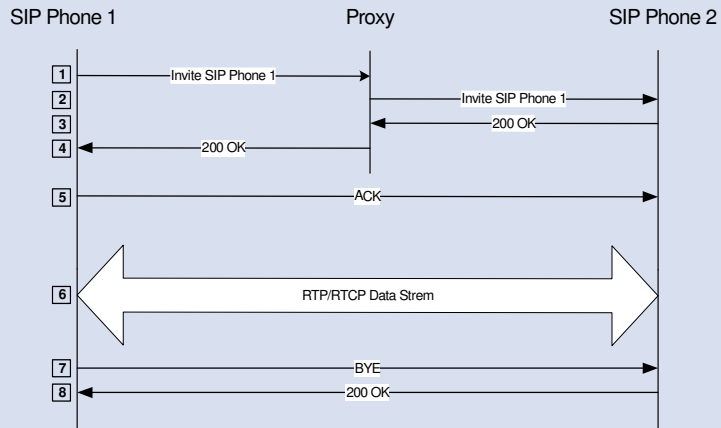 SIP Phone 1 Proxy SIP Phone 2
1 Invite SIP Phone 1
2 Invite SIP Phone 1
3 200 OK
4 200 OK
5 ACK
6 RTP/RTCP Data Strem
7 BYE
8 200 OK